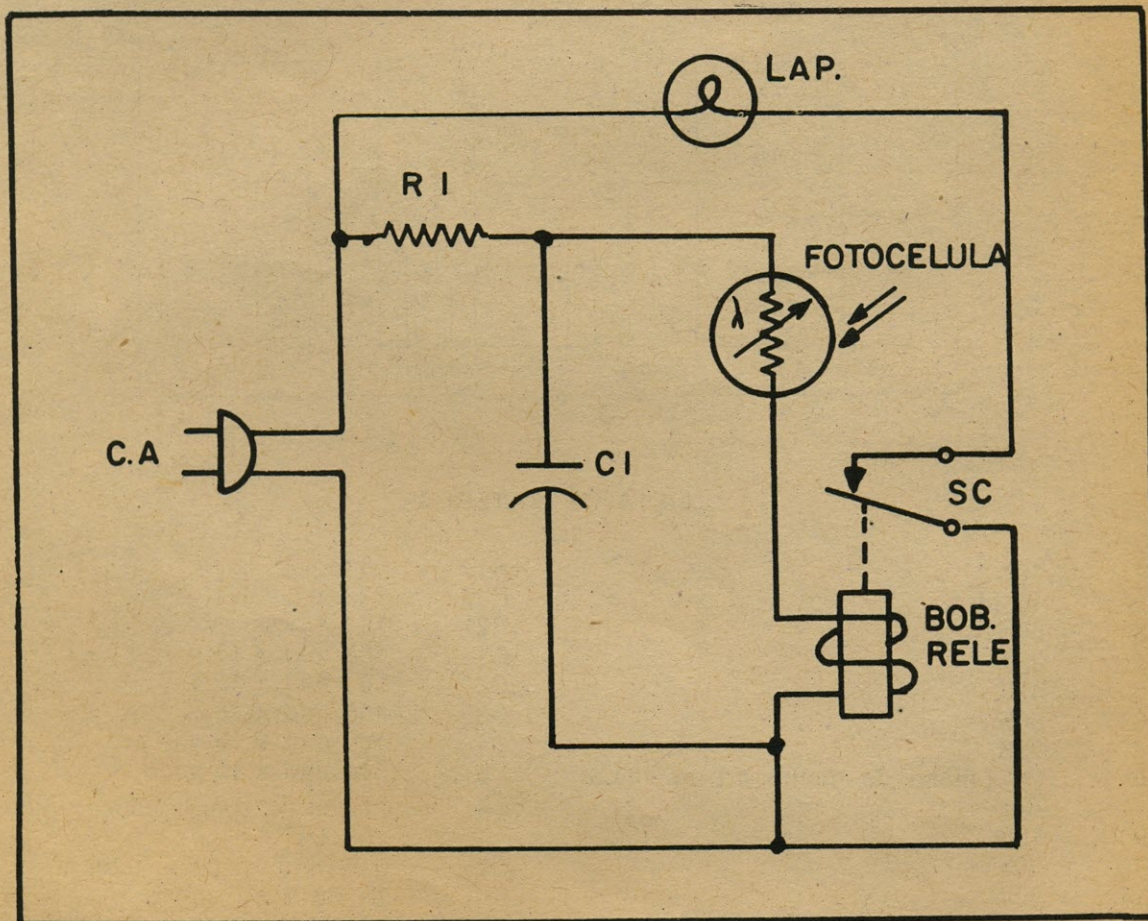 LAP.
R 1
FOTOCELULA
λ
C.A
C1
SC
BOB.
RELE